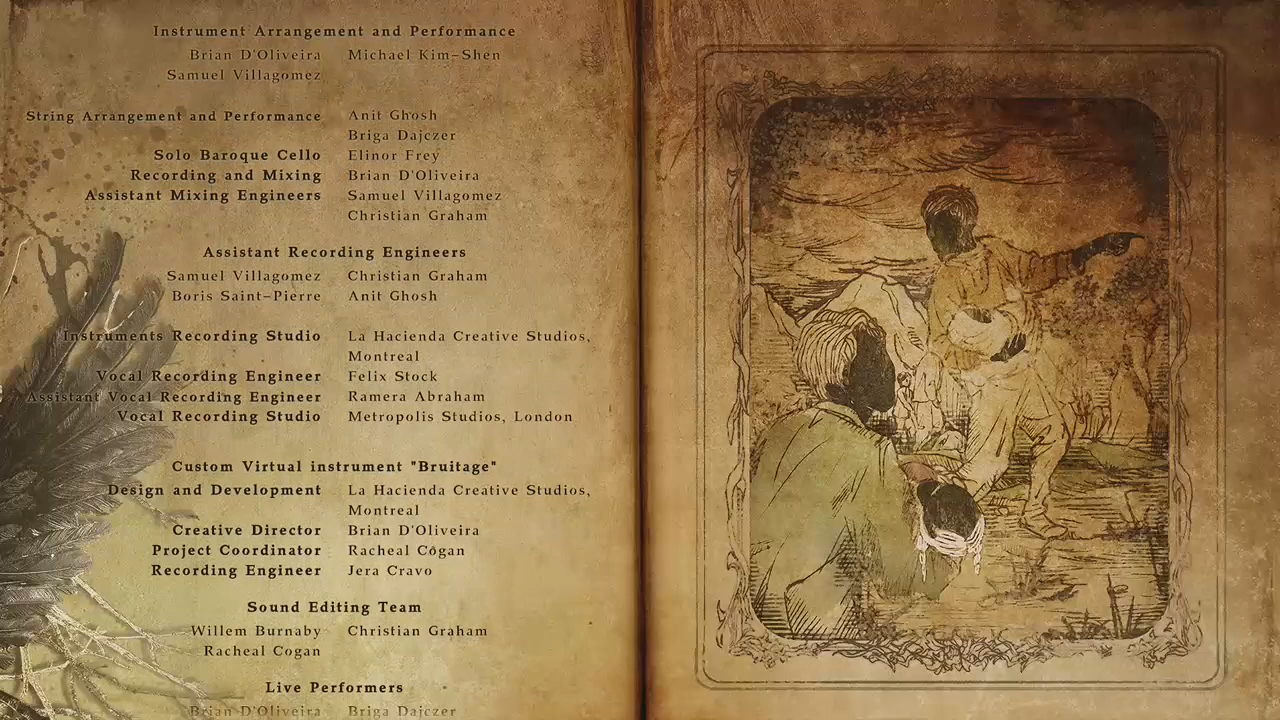 Instrument Arrangement and Performance
Brian D'Oliveira Michael Kim-Shen
Samuel Villagomez
String Arrangement and Performance Anit Ghosh
Briga Dajczer
Solo Baroque Cello Elinor Frey
Recording and Mixing Brian D'Oliveira
Assistant Mixing Engineers Samuel Villagomez
Christian Graham
Assistant Recording Engineers
Samuel Villagomez Christian Graham
Boris Saint-Pierre Anit Ghosh
Instruments Recording Studio La Hacienda Creative Studios,
Montreal
Vocal Recording Engineer Felix Stock
Assistant Vocal Recording Engineer Ramera Abraham
Vocal Recording Studio Metropolis Studios, London
Custom Virtual instrument "Bruitage"
Design and Development La Hacienda Creative Studios,
Montreal
Creative Director Brian D'Oliveira
Project Coordinator Racheal Cogan
Recording Engineer Jera Cravo
Sound Editing Team
Willem Burnaby Christian Graham
Racheal Cogan
Live Performers
Brian D'Oliveira Briga Dajczer